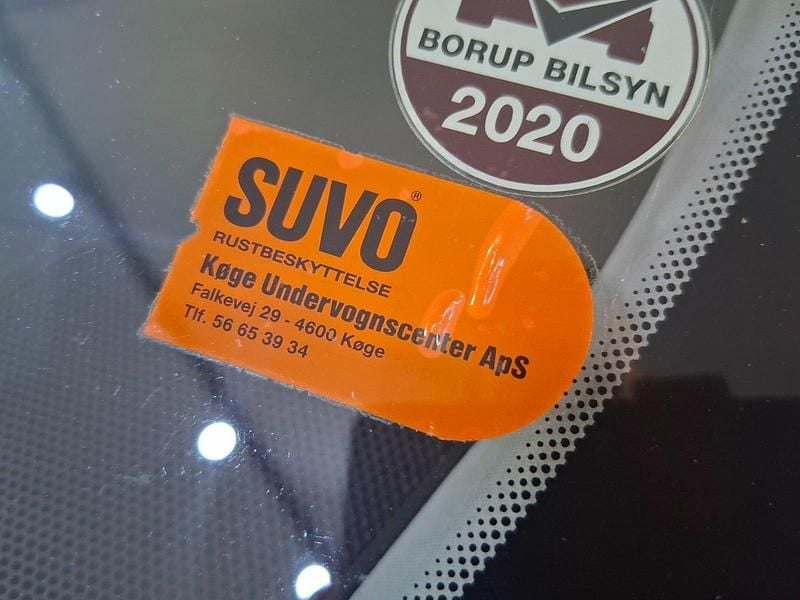 BORUP BILSYN
2020
SUVO®
RUSTBESKYTTELSE
Køge Undervognscenter ApS
Falkevej 29 - 4600 Køge
Tlf. 56 65 39 34